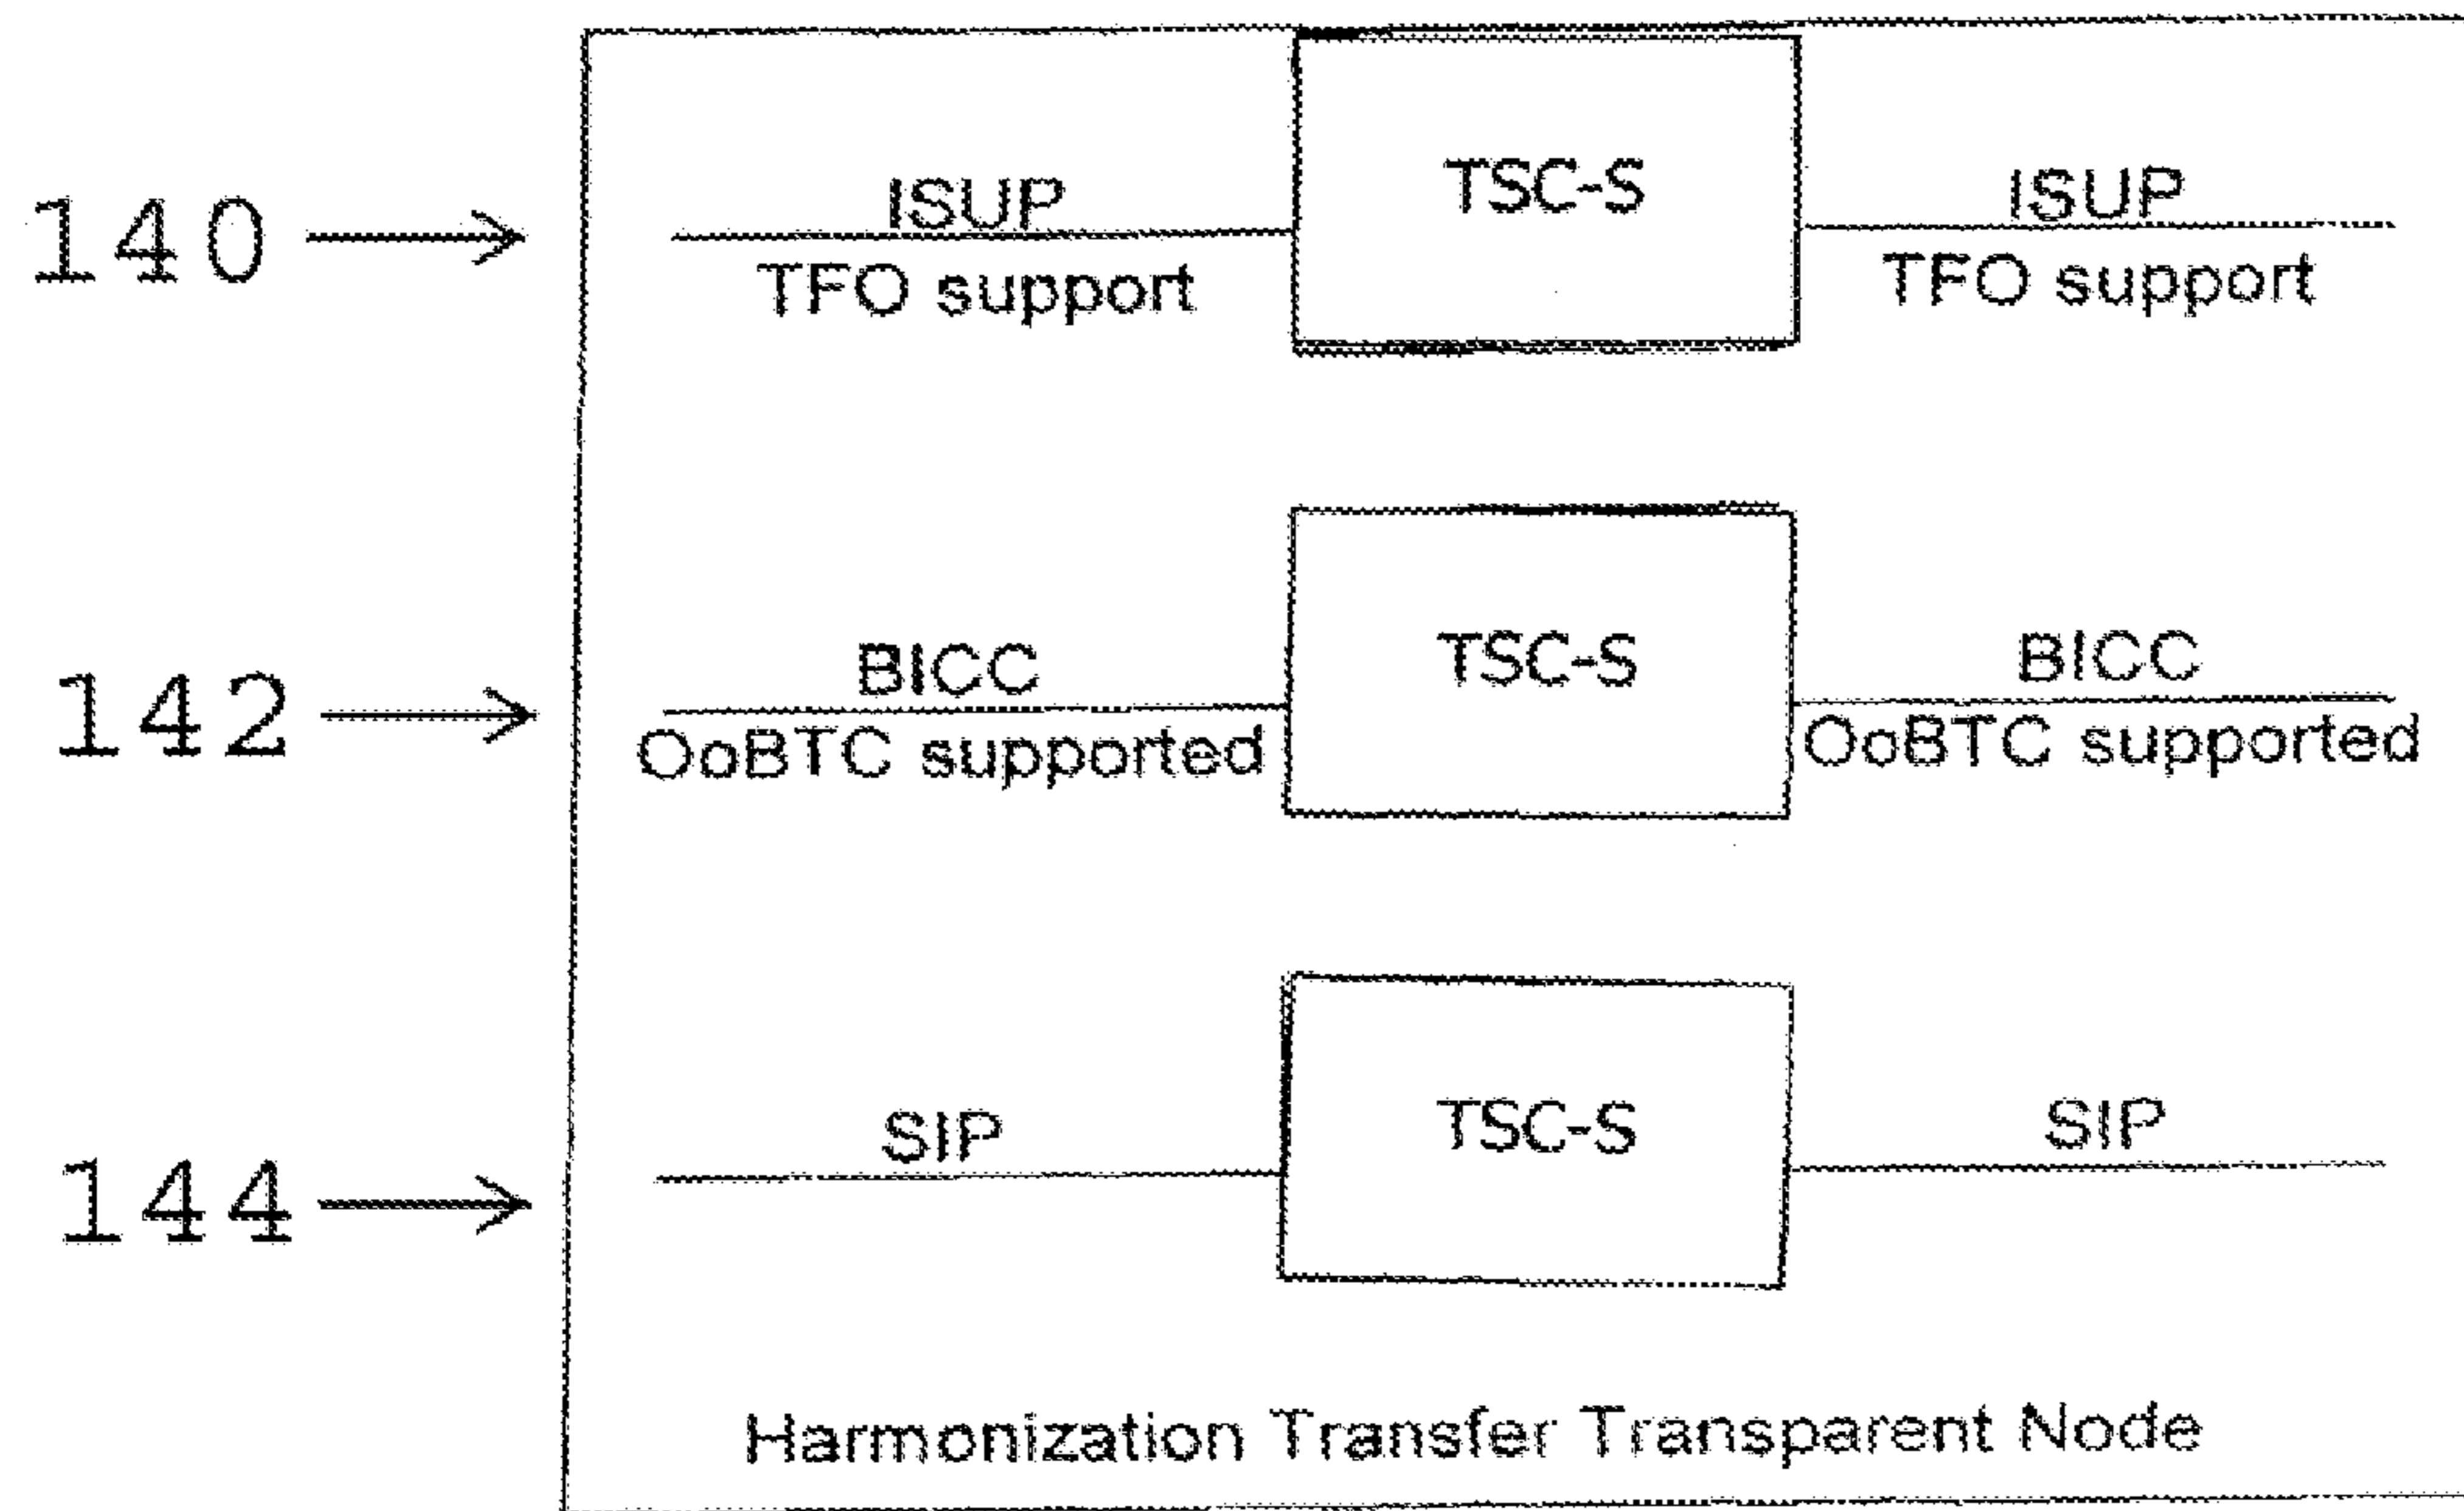 140 ISUP TSC-S ISUP
TFO support TFO support
142 BICC TSC-S BICC
OoBTC supported OoBTC supported
144 SIP TSC-S SIP
Harmonization Transfer Transparent Node